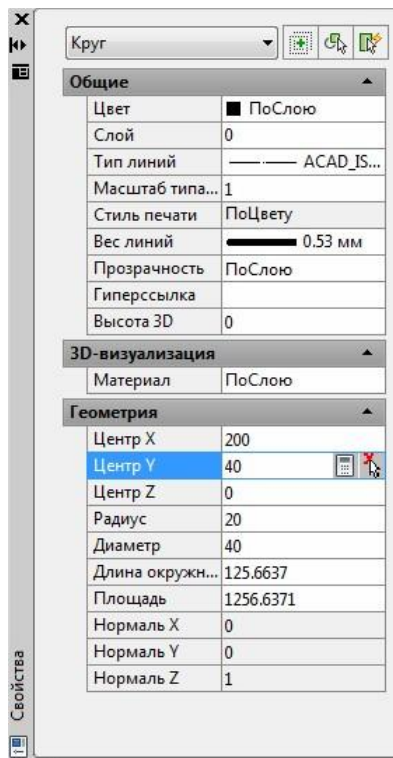 Круг
Общие
Цвет ПоСлою
Слой 0
Тип линий ACAD_IS...
Масштаб типа... 1
Стиль печати ПоЦвету
Вес линий 0.53 мм
Прозрачность ПоСлою
Гиперссылка
Высота 3D 0
3D-визуализация
Материал ПоСлою
Геометрия
Центр X 200
Центр Y 40
Центр Z 0
Радиус 20
Диаметр 40
Длина окружн... 125.6637
Площадь 1256.6371
Нормаль X 0
Нормаль Y 0
Нормаль Z 1
Свойства